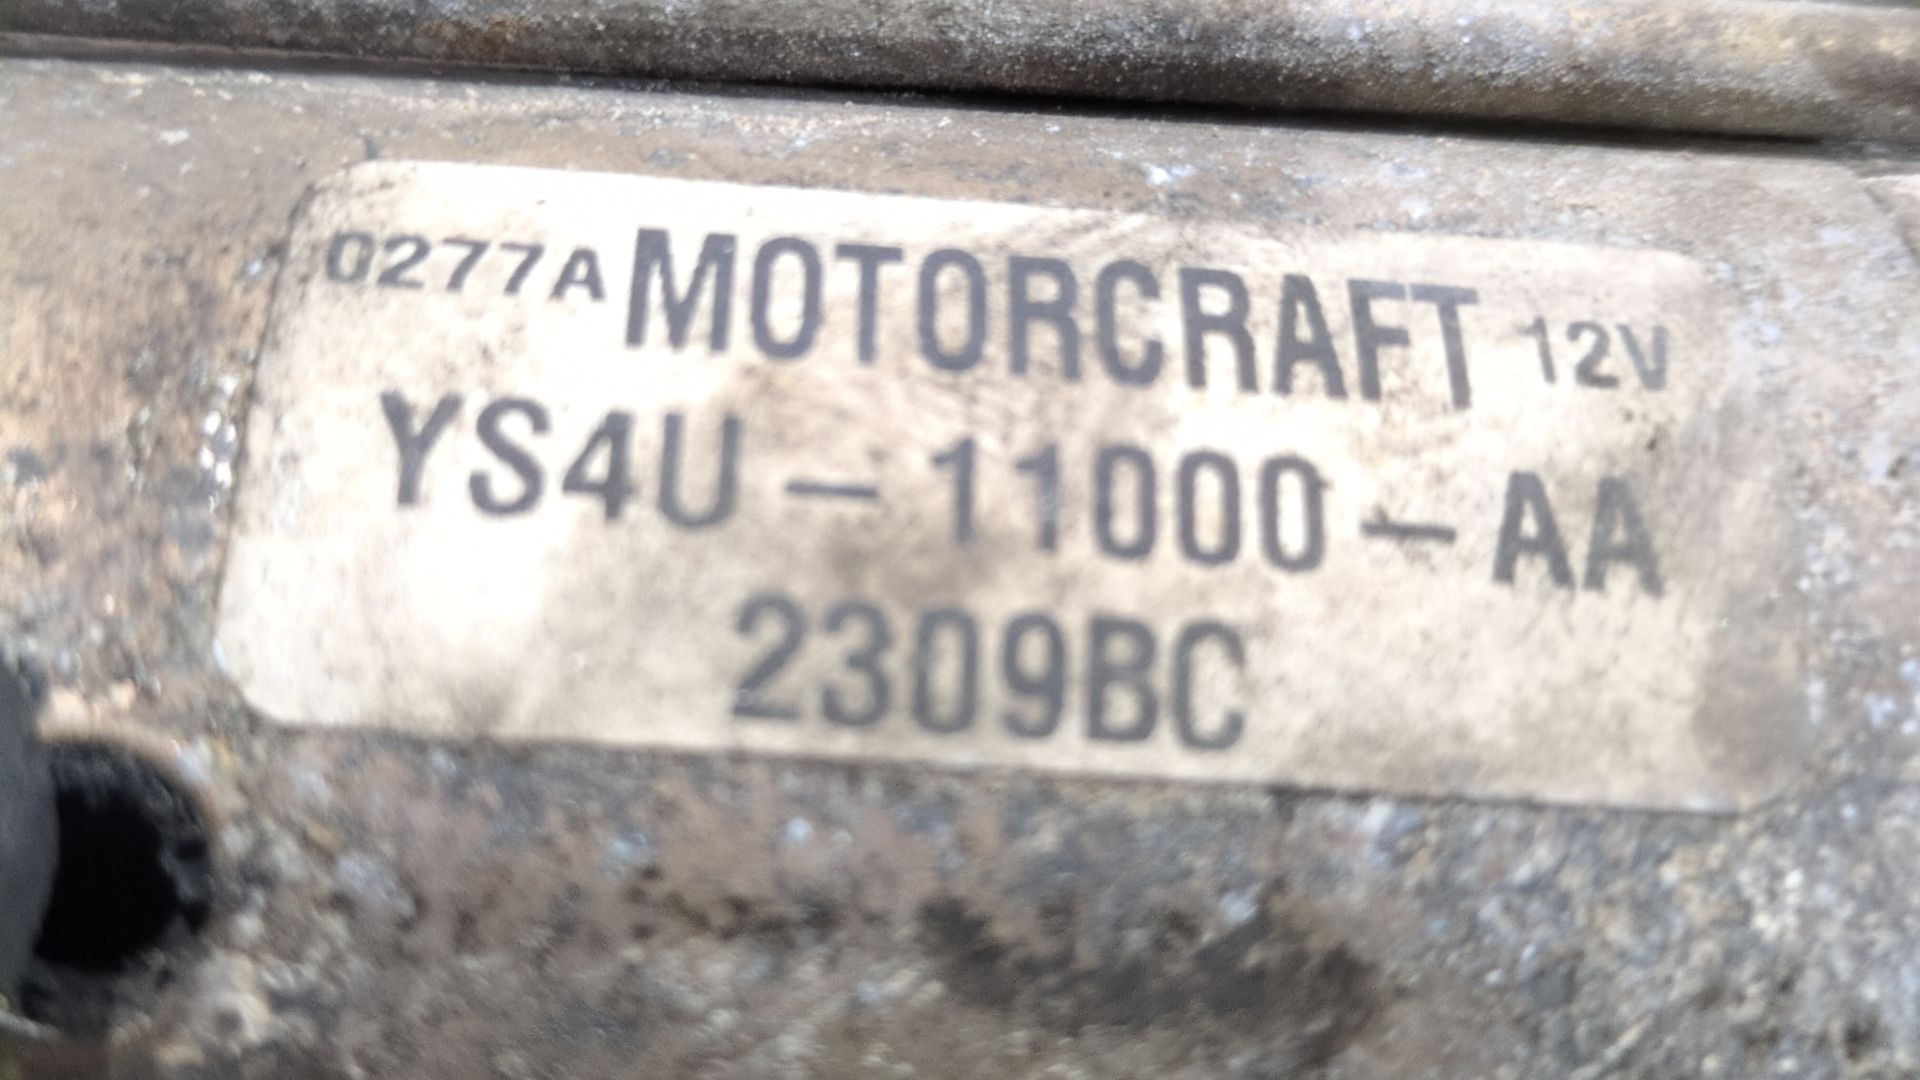 0277A MOTORCRAFT 12V
YS4U-11000-AA
2309BC